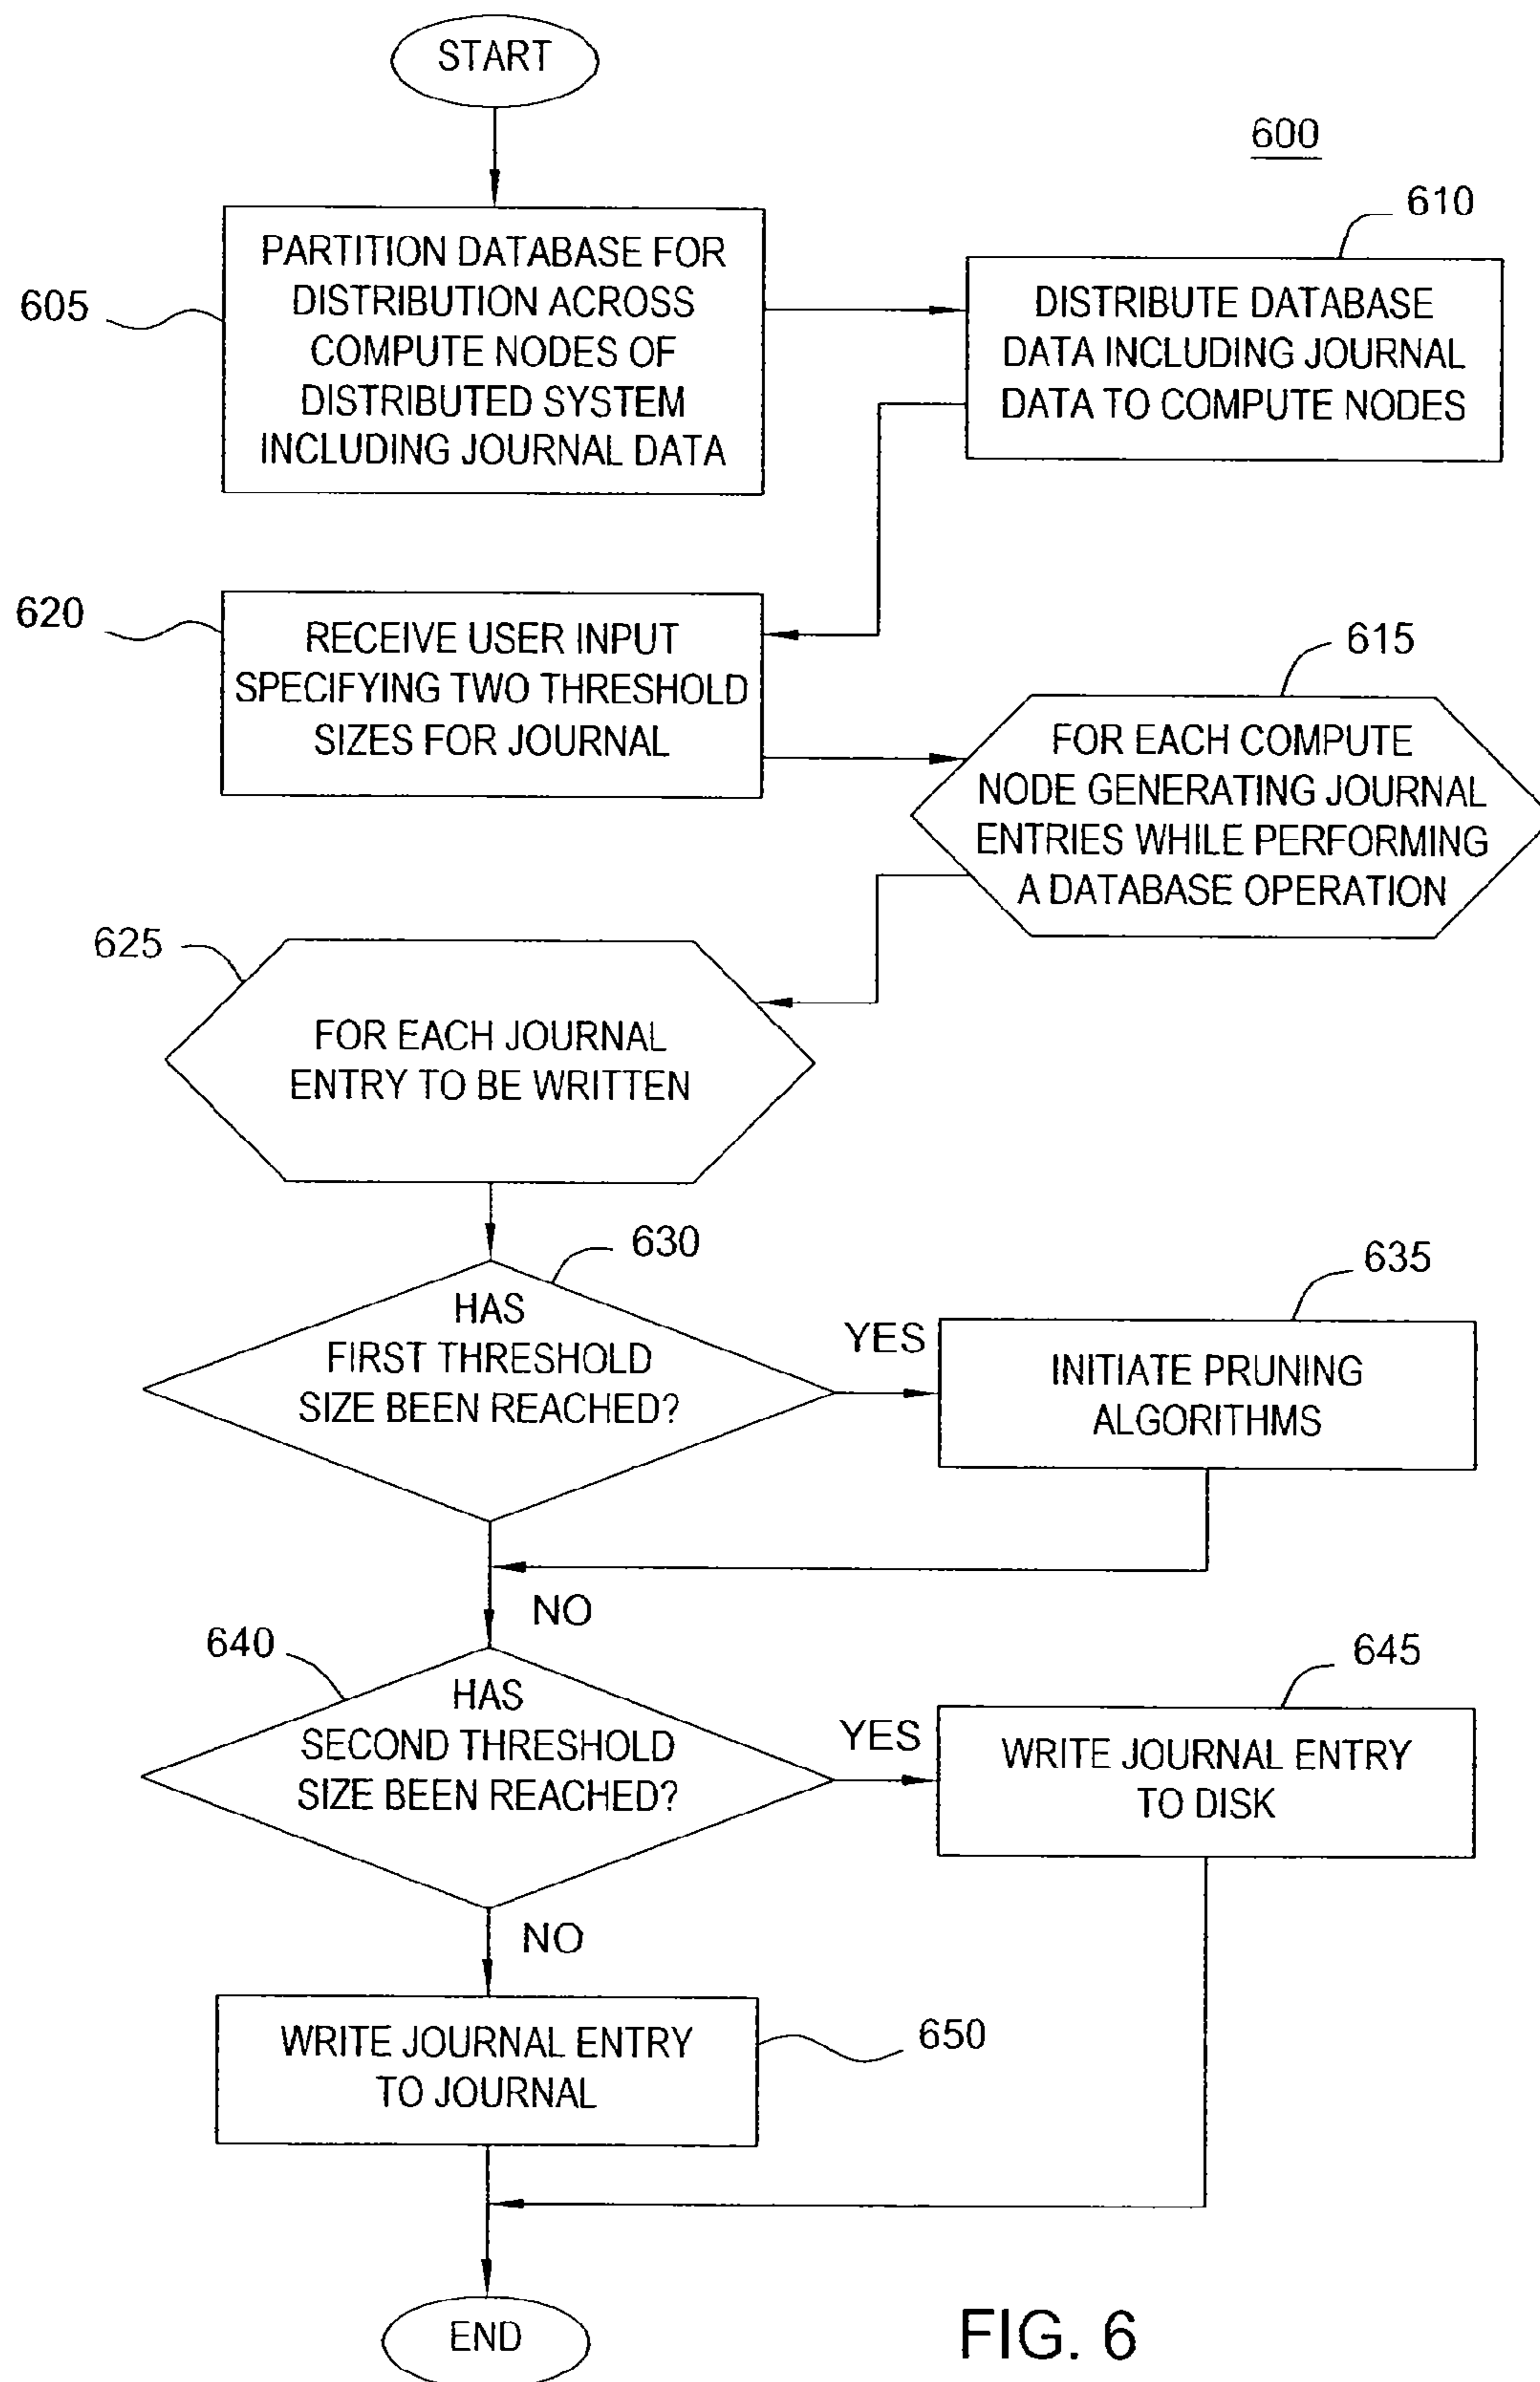 START
600
605
PARTITION DATABASE FOR
DISTRIBUTION ACROSS
COMPUTE NODES OF
DISTRIBUTED SYSTEM
INCLUDING JOURNAL DATA
610
DISTRIBUTE DATABASE
DATA INCLUDING JOURNAL
DATA TO COMPUTE NODES
620
RECEIVE USER INPUT
SPECIFYING TWO THRESHOLD
SIZES FOR JOURNAL
615
FOR EACH COMPUTE
NODE GENERATING JOURNAL
ENTRIES WHILE PERFORMING
A DATABASE OPERATION
625
FOR EACH JOURNAL
ENTRY TO BE WRITTEN
630
HAS
FIRST THRESHOLD
SIZE BEEN REACHED?
YES
635
INITIATE PRUNING
ALGORITHMS
NO
640
HAS
SECOND THRESHOLD
SIZE BEEN REACHED?
YES
645
WRITE JOURNAL ENTRY
TO DISK
NO
WRITE JOURNAL ENTRY
TO JOURNAL
650
END
FIG. 6